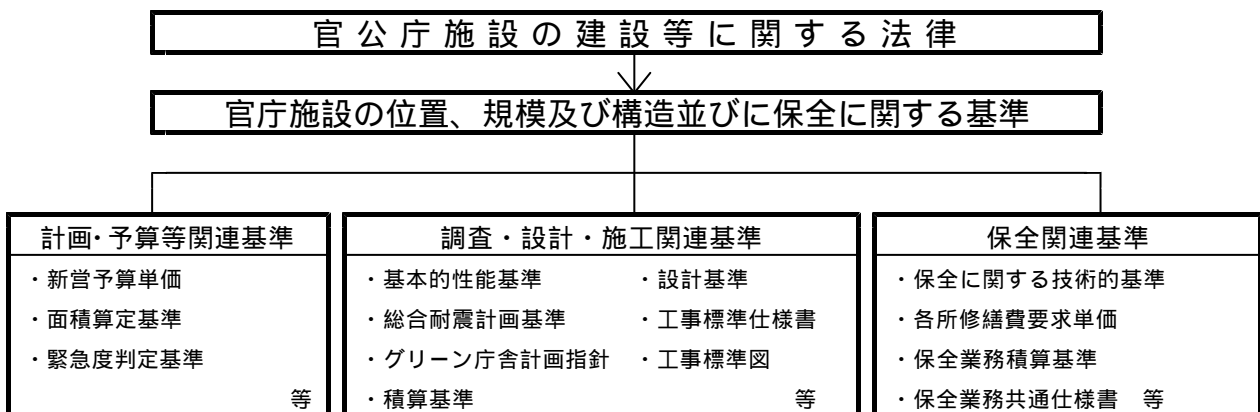 官公庁施設の建設等に関する法律
官庁施設の位置、規模及び構造並びに保全に関する基準
計画・予算等関連基準
・新営予算単価
・面積算定基準
・緊急度判定基準
等
調査・設計・施工関連基準
・基本的性能基準 ・設計基準
・総合耐震計画基準 ・工事標準仕様書
・グリーン庁舎計画指針 ・工事標準図
・積算基準 等
保全関連基準
・保全に関する技術的基準
・各所修繕費要求単価
・保全業務積算基準
・保全業務共通仕様書 等